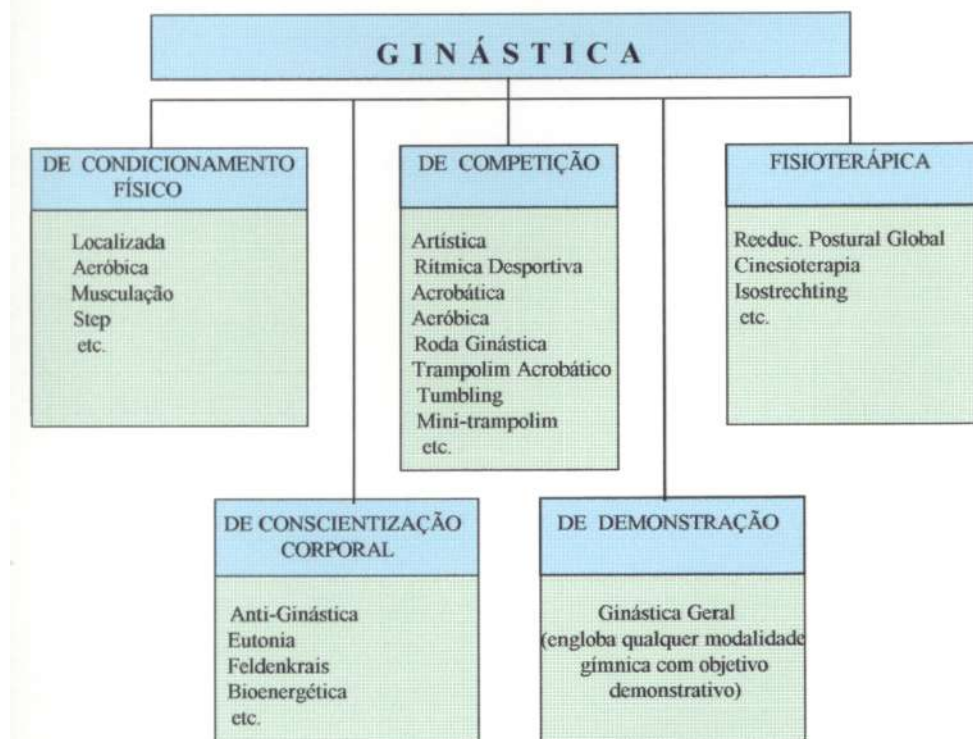 GINÁSTICA
DE CONDICIONAMENTO
FÍSICO
Localizada
Aeróbica
Musculação
Step
etc.
DE COMPETIÇÃO
Artística
Rítmica Desportiva
Acrobática
Aeróbica
Roda Ginástica
Trampolim Acrobático
Tumbling
Mini-trampolim
etc.
FISIOTERÁPICA
Reeduc. Postural Global
Cinesioterapia
Isostrechting
etc.
DE CONSCIENTIZAÇÃO
CORPORAL
Anti-Ginástica
Eutonia
Feldenkrais
Bioenergética
etc.
DE DEMONSTRAÇÃO
Ginástica Geral
(engloba qualquer modalidade
gímnica com objetivo
demonstrativo)